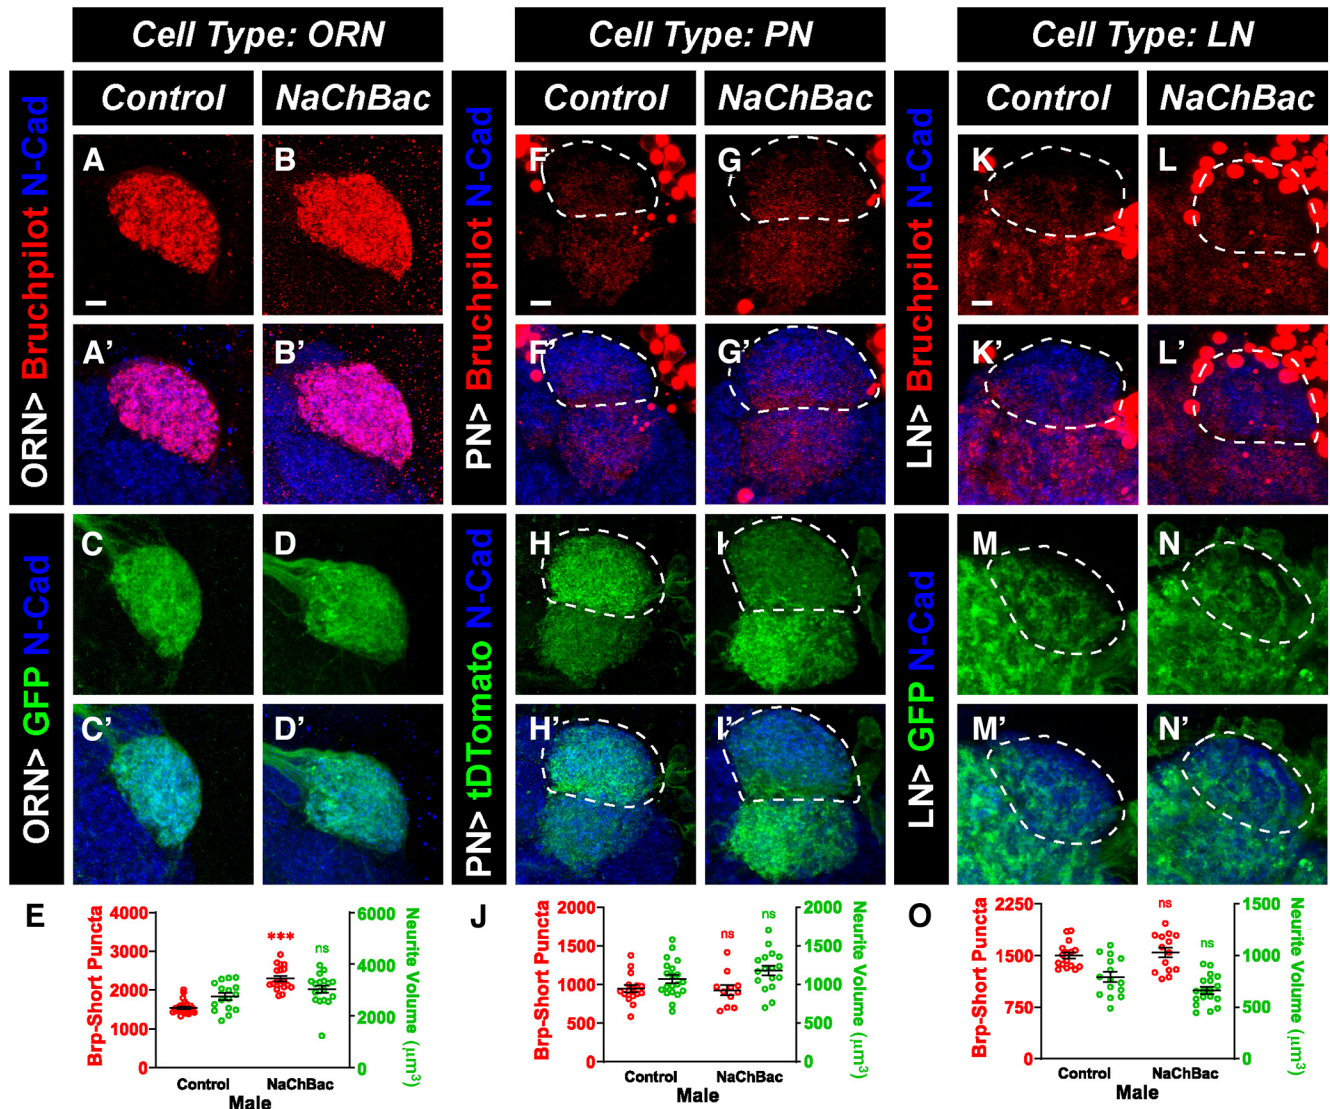 Cell Type: ORN
Cell Type: PN
Cell Type: LN
Control
NaChBac
Control
NaChBac
Control
NaChBac
ORN> Bruchpilot N-Cad
PN> Bruchpilot N-Cad
LN> Bruchpilot N-Cad
A
B
F
G
K
L
A'
B'
F'
G'
K'
L'
ORN> GFP N-Cad
PN> tDTomato N-Cad
LN> GFP N-Cad
C
D
H
I
M
N
C'
D'
H'
I'
M'
N'
E
Brp-Short Puncta
4000
3000
2000
1000
0
***
ns
6000
4000
2000
0
Neurite Volume (μm3)
Control
NaChBac
Male
J
Brp-Short Puncta
2000
1500
1000
500
0
ns
ns
2000
1500
1000
500
0
Neurite Volume (μm3)
Control
NaChBac
Male
O
Brp-Short Puncta
2250
1500
750
0
ns
ns
1500
1000
500
0
Neurite Volume (μm3)
Control
NaChBac
Male